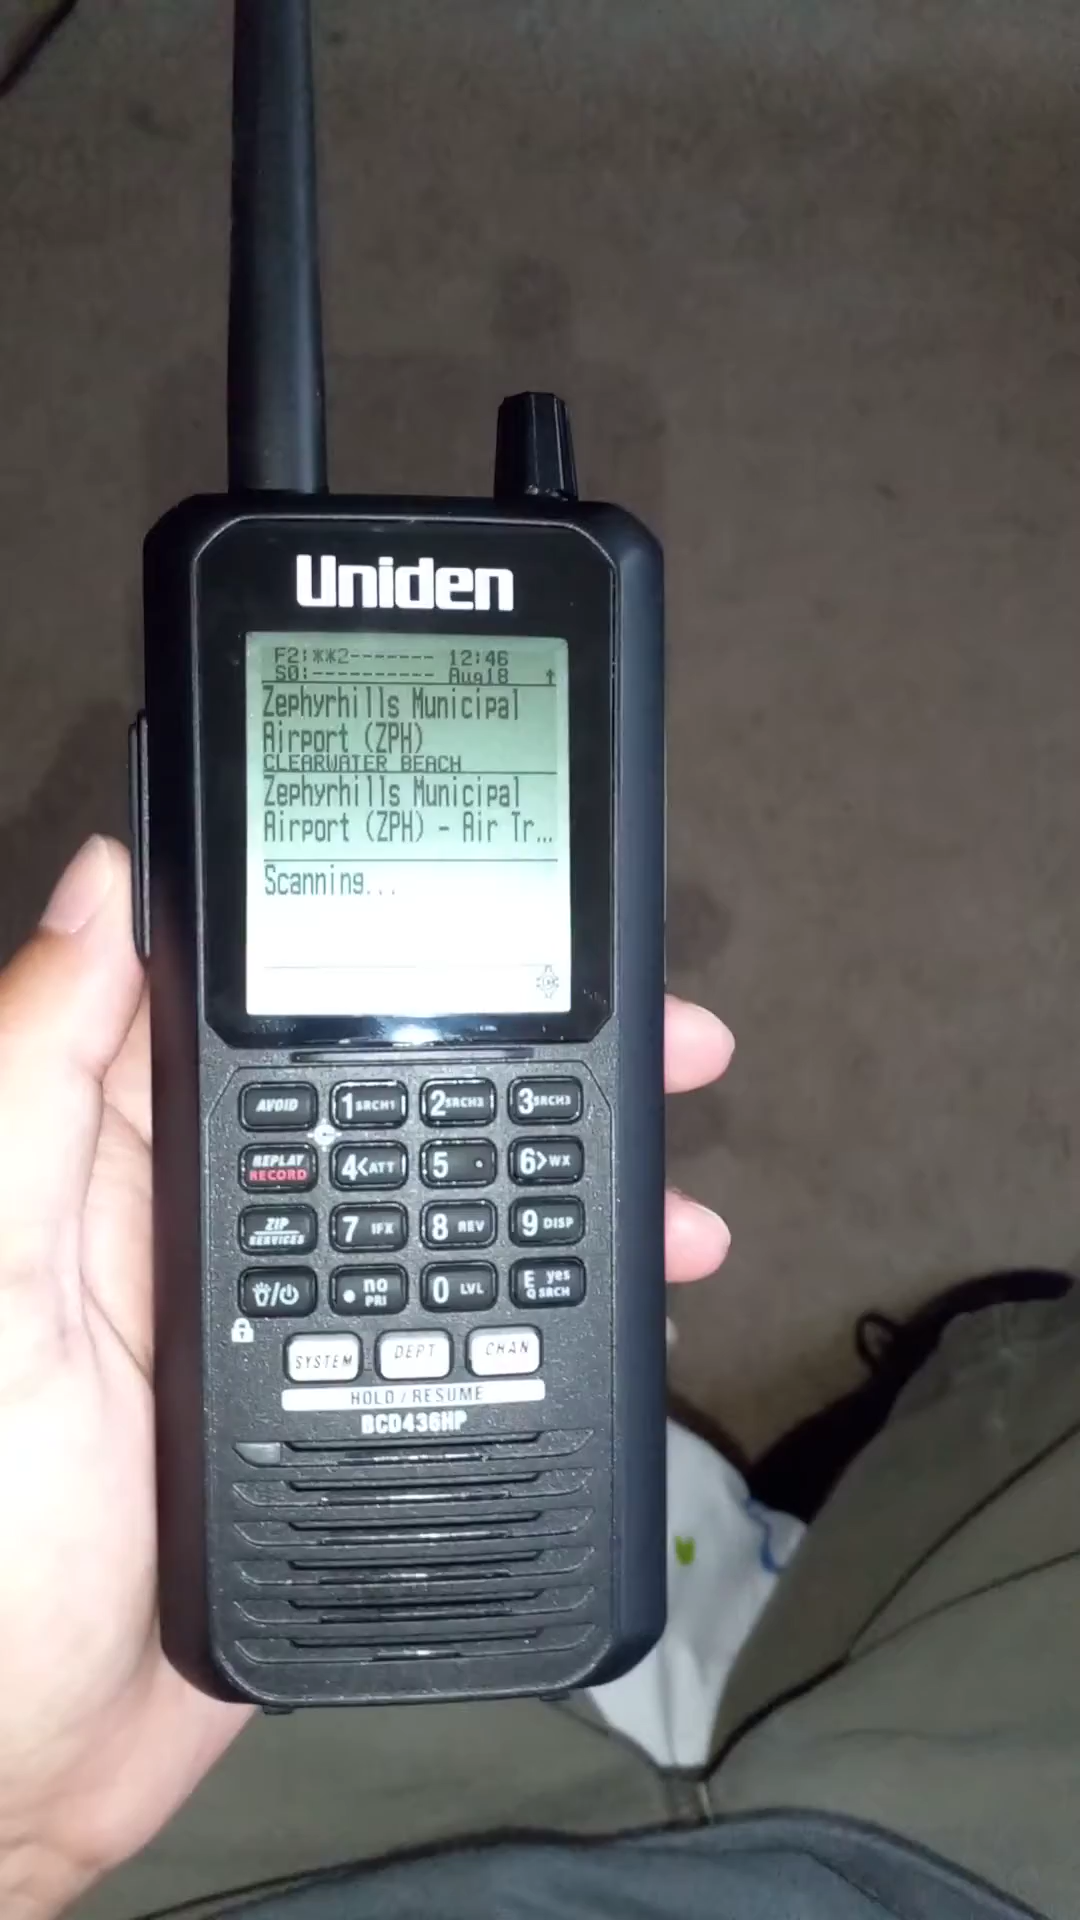 Uniden
F2:**2------- 12:46
S0:---------- Aug18 ↑
Zephyrhills Municipal
Airport (ZPH)
CLEARWATER BEACH
Zephyrhills Municipal
Airport (ZPH) - Air Tr...
Scanning...
AVOID 1 SRCH1 2 SRCH2 3 SRCH3
REPLAY
RECORD 4< ATT 5 . 6> WX
ZIP
SERVICES 7 IFX 8 REV 9 DISP
. no
PRI 0 LVL E yes
SRCH
SYSTEM DEPT CHAN
HOLD / RESUME
BCD436HP